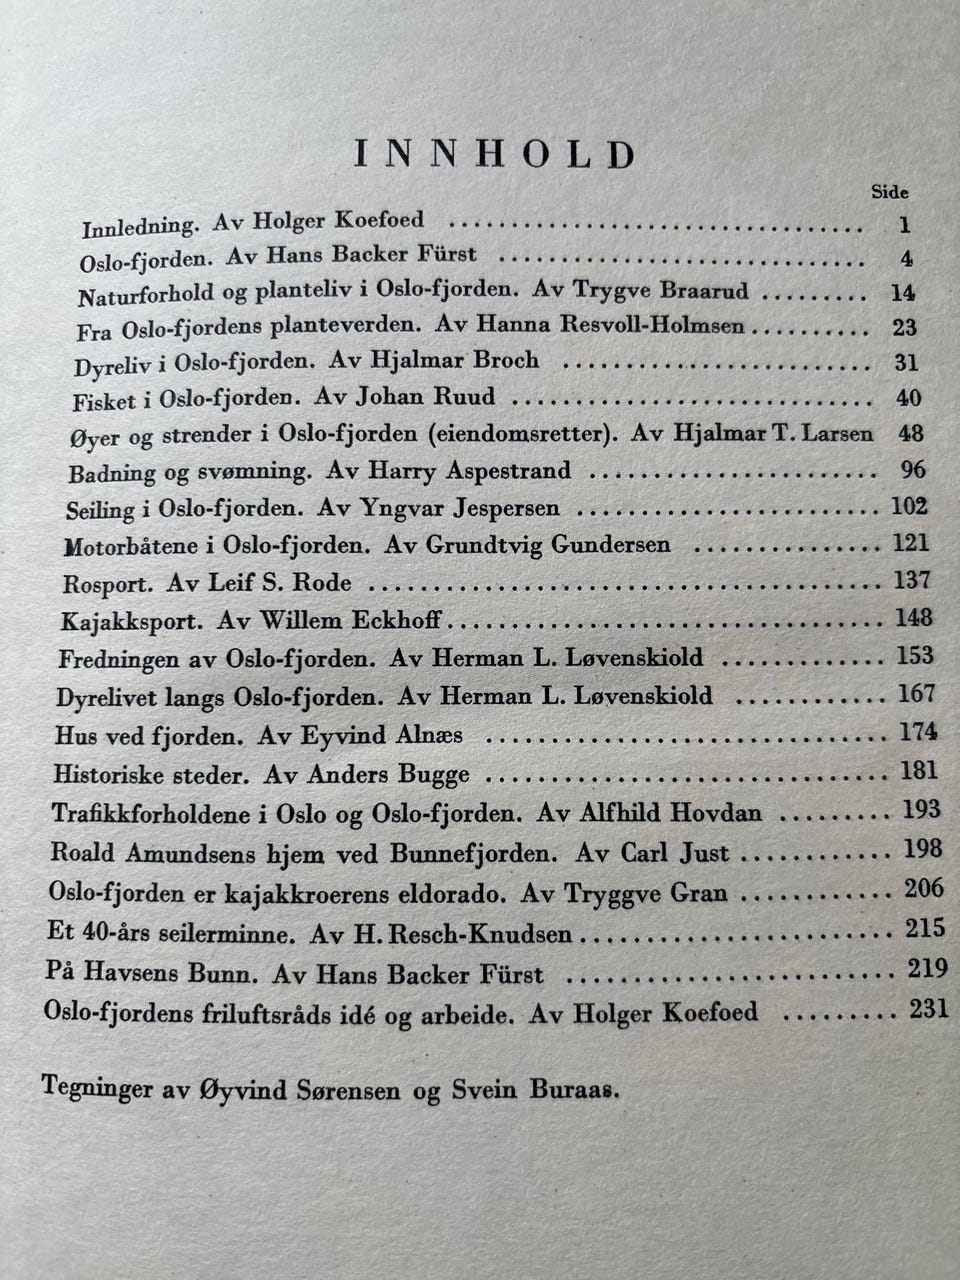 INNHOLD
Side
Innledning. Av Holger Koefoed ................................. 1
Oslo-fjorden. Av Hans Backer Fürst ............................. 4
Naturforhold og planteliv i Oslo-fjorden. Av Trygve Braarud ......... 14
Fra Oslo-fjordens planteverden. Av Hanna Resvoll-Holmsen .......... 23
Dyreliv i Oslo-fjorden. Av Hjalmar Broch ........................ 31
Fisket i Oslo-fjorden. Av Johan Ruud ............................ 40
Øyer og strender i Oslo-fjorden (eiendomsretter). Av Hjalmar T. Larsen 48
Badning og svømning. Av Harry Aspestrand ....................... 96
Seiling i Oslo-fjorden. Av Yngvar Jespersen ........................ 102
Motorbåtene i Oslo-fjorden. Av Grundtvig Gundersen ............... 121
Rosport. Av Leif S. Rode ........................................ 137
Kajakksport. Av Willem Eckhoff .................................. 148
Fredningen av Oslo-fjorden. Av Herman L. Løvenskiold ............. 153
Dyrelivet langs Oslo-fjorden. Av Herman L. Løvenskiold ............ 167
Hus ved fjorden. Av Eyvind Alnæs ................................ 174
Historiske steder. Av Anders Bugge ................................ 181
Trafikkforholdene i Oslo og Oslo-fjorden. Av Alfhild Hovdan ......... 193
Roald Amundsens hjem ved Bunnefjorden. Av Carl Just ............ 198
Oslo-fjorden er kajakkroerens eldorado. Av Tryggve Gran ............ 206
Et 40-års seilerminne. Av H. Resch-Knudsen ......................... 215
På Havsens Bunn. Av Hans Backer Fürst .......................... 219
Oslo-fjordens friluftsråds idé og arbeide. Av Holger Koefoed ......... 231
Tegninger av Øyvind Sørensen og Svein Buraas.